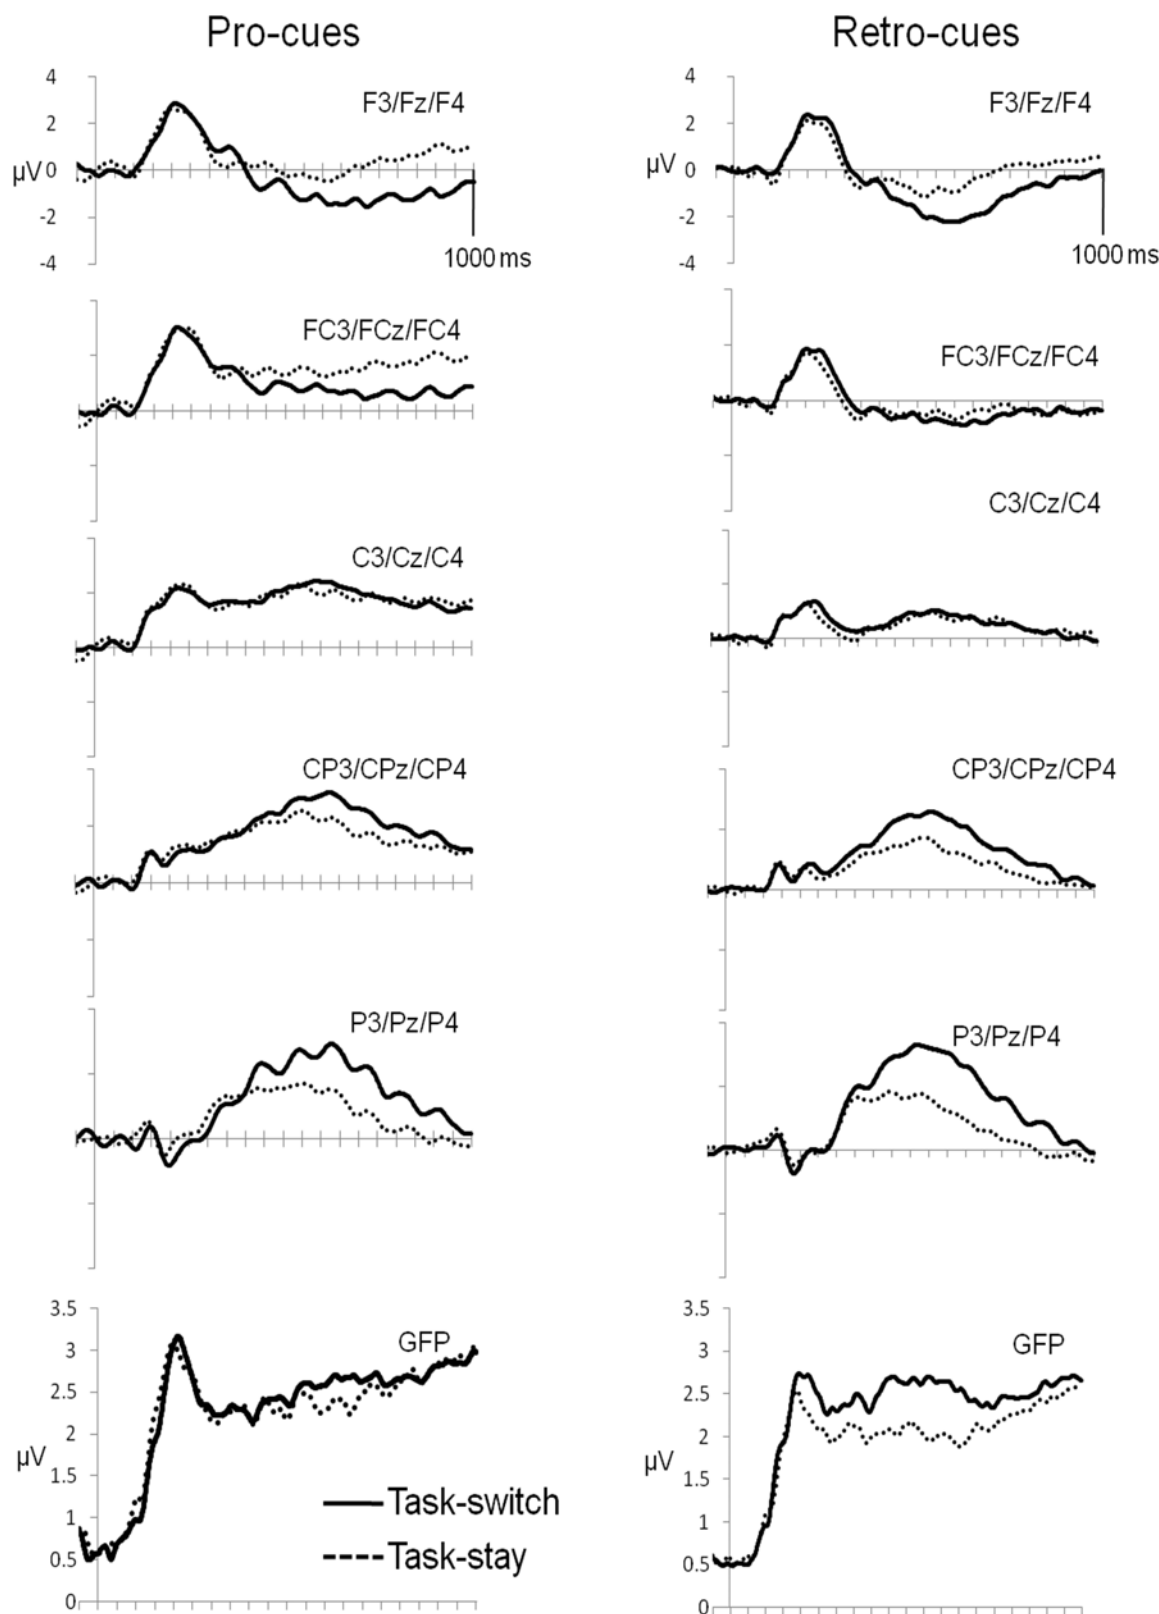 Pro-cues
Retro-cues
4
2
μV 0
-2
-4
F3/Fz/F4
1000 ms
4
2
μV 0
-2
-4
F3/Fz/F4
1000 ms
FC3/FCz/FC4
FC3/FCz/FC4
C3/Cz/C4
C3/Cz/C4
CP3/CPz/CP4
CP3/CPz/CP4
P3/Pz/P4
P3/Pz/P4
3.5
3
2.5
2
μV
1.5
1
0.5
0
GFP
Task-switch
Task-stay
3.5
3
2.5
2
μV
1.5
1
0.5
0
GFP